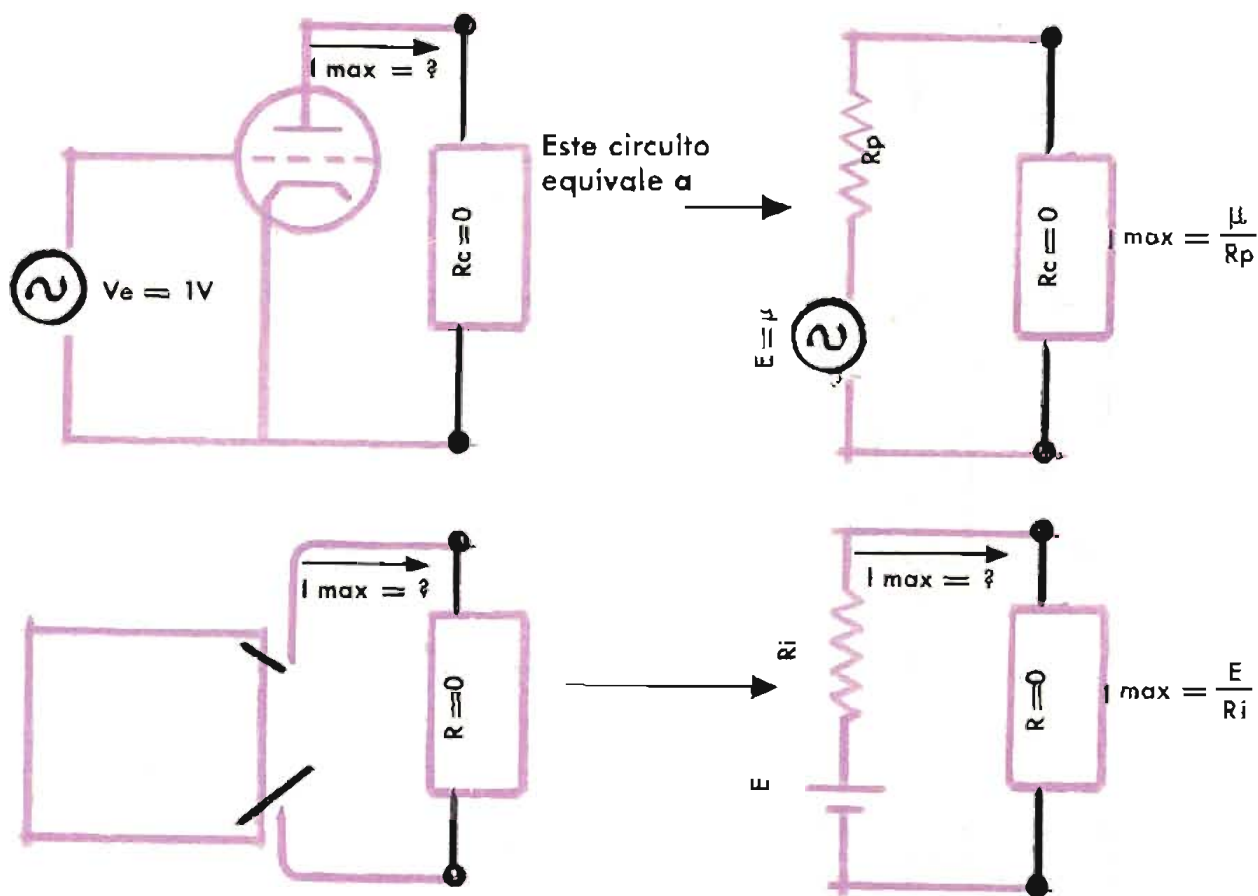 I max = ?
Este circuito
equivale a
Rc=0
Ve = 1V
Rp
E=μ
Rc=0
I max = μ/Rp
I max = ?
R=0
I max = ?
Ri
E
R=0
I max = E/Ri